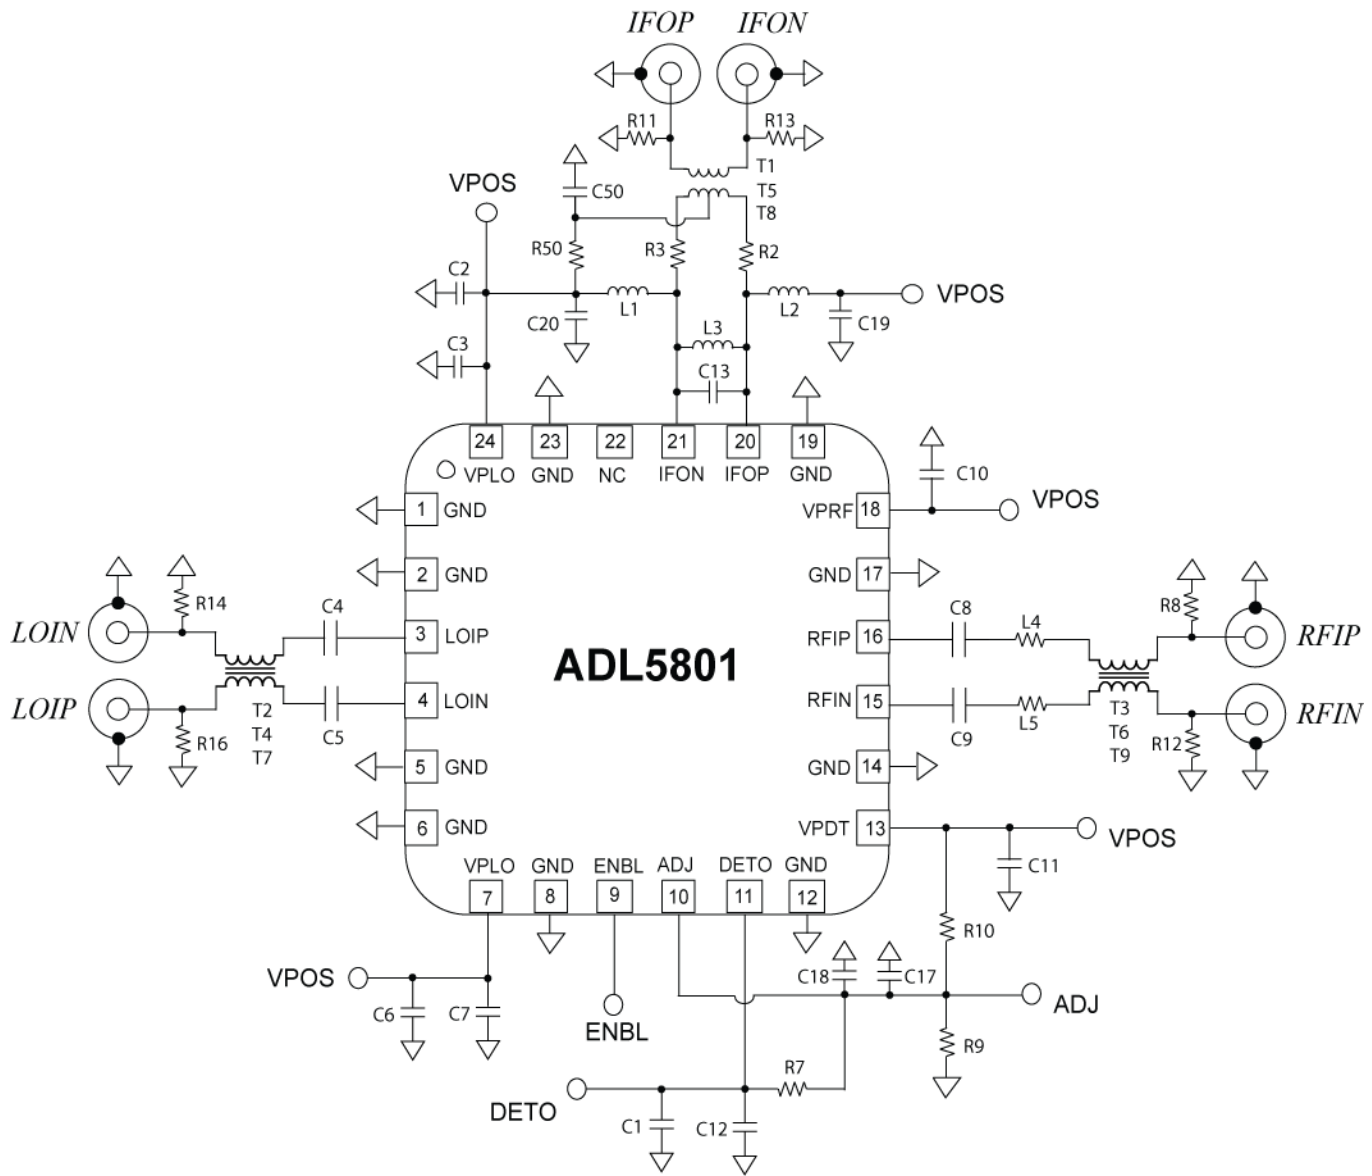 IFOP IFON
R11 R13
T1
T5
T8
C50
VPOS
R50 R3 R2
C2
L1 L2
VPOS
C20 L3 C19
C3
C13
24 23 22 21 20 19
VPLO GND NC IFON IFOP GND
C10
1 GND
VPRF 18
VPOS
2 GND
GND 17
R14 C4
C8 L4 R8
LOIN
3 LOIP
RFIP 16
RFIP
ADL5801
LOIP
4 LOIN
RFIN 15
RFIN
R16
T2
T4
T7
C5
C9 L5
T3
T6
T9
R12
5 GND
GND 14
6 GND
VPDT 13
VPOS
VPLO GND ENBL ADJ DETO GND
7 8 9 10 11 12
C11
R10
VPOS
C18 C17
C6 C7
ENBL
ADJ
R9
R7
DETO
C1 C12